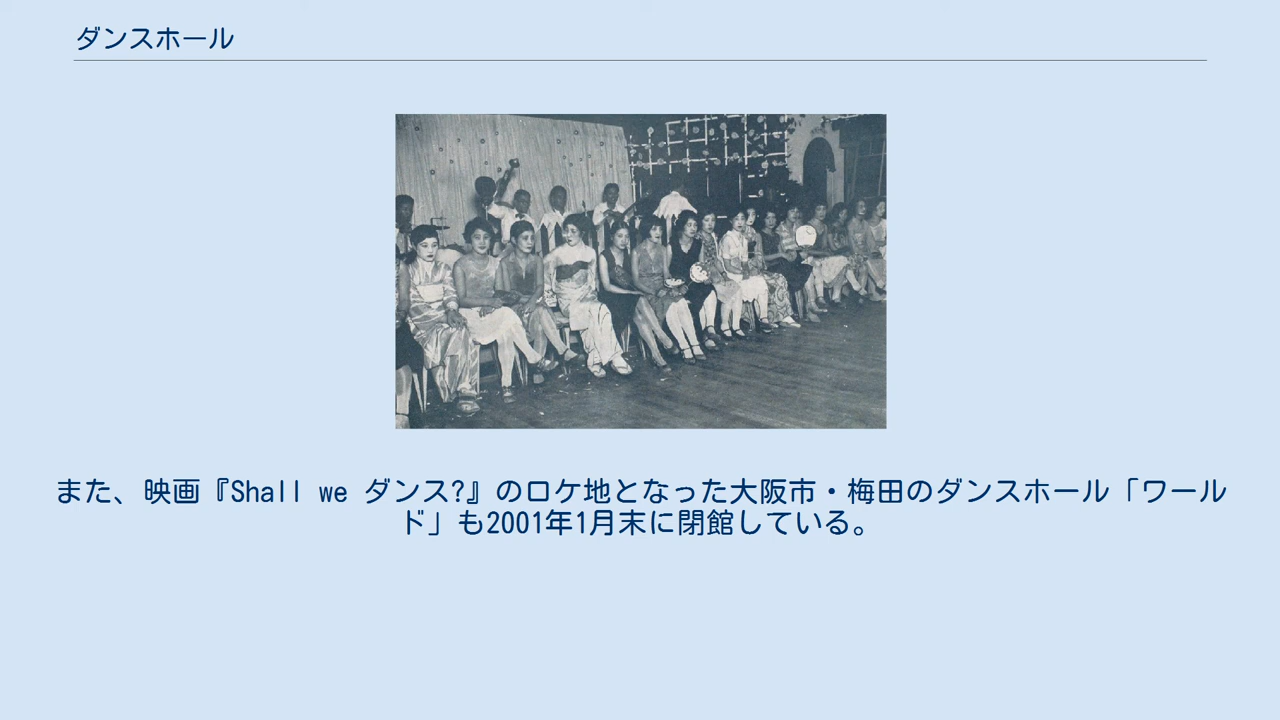 ダンスホール
また、映画『Shall we ダンス?』のロケ地となった大阪市・梅田のダンスホール「ワール
ド」も2001年1月末に閉館している。